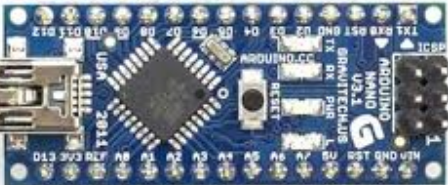 D12 D11 D10 D9 D8 D7 D6 D5 D4 D3 D2 GND RST RX0 TX1
TX
RX
PWR
L
ARDUINO.CC
GRAVITECH.US
RESET
USA
2011
ICSP
ARDUINO
NANO
V3.1
G
1
D13 3V3 REF A0 A1 A2 A3 A4 A5 A6 A7 5V RST GND VIN